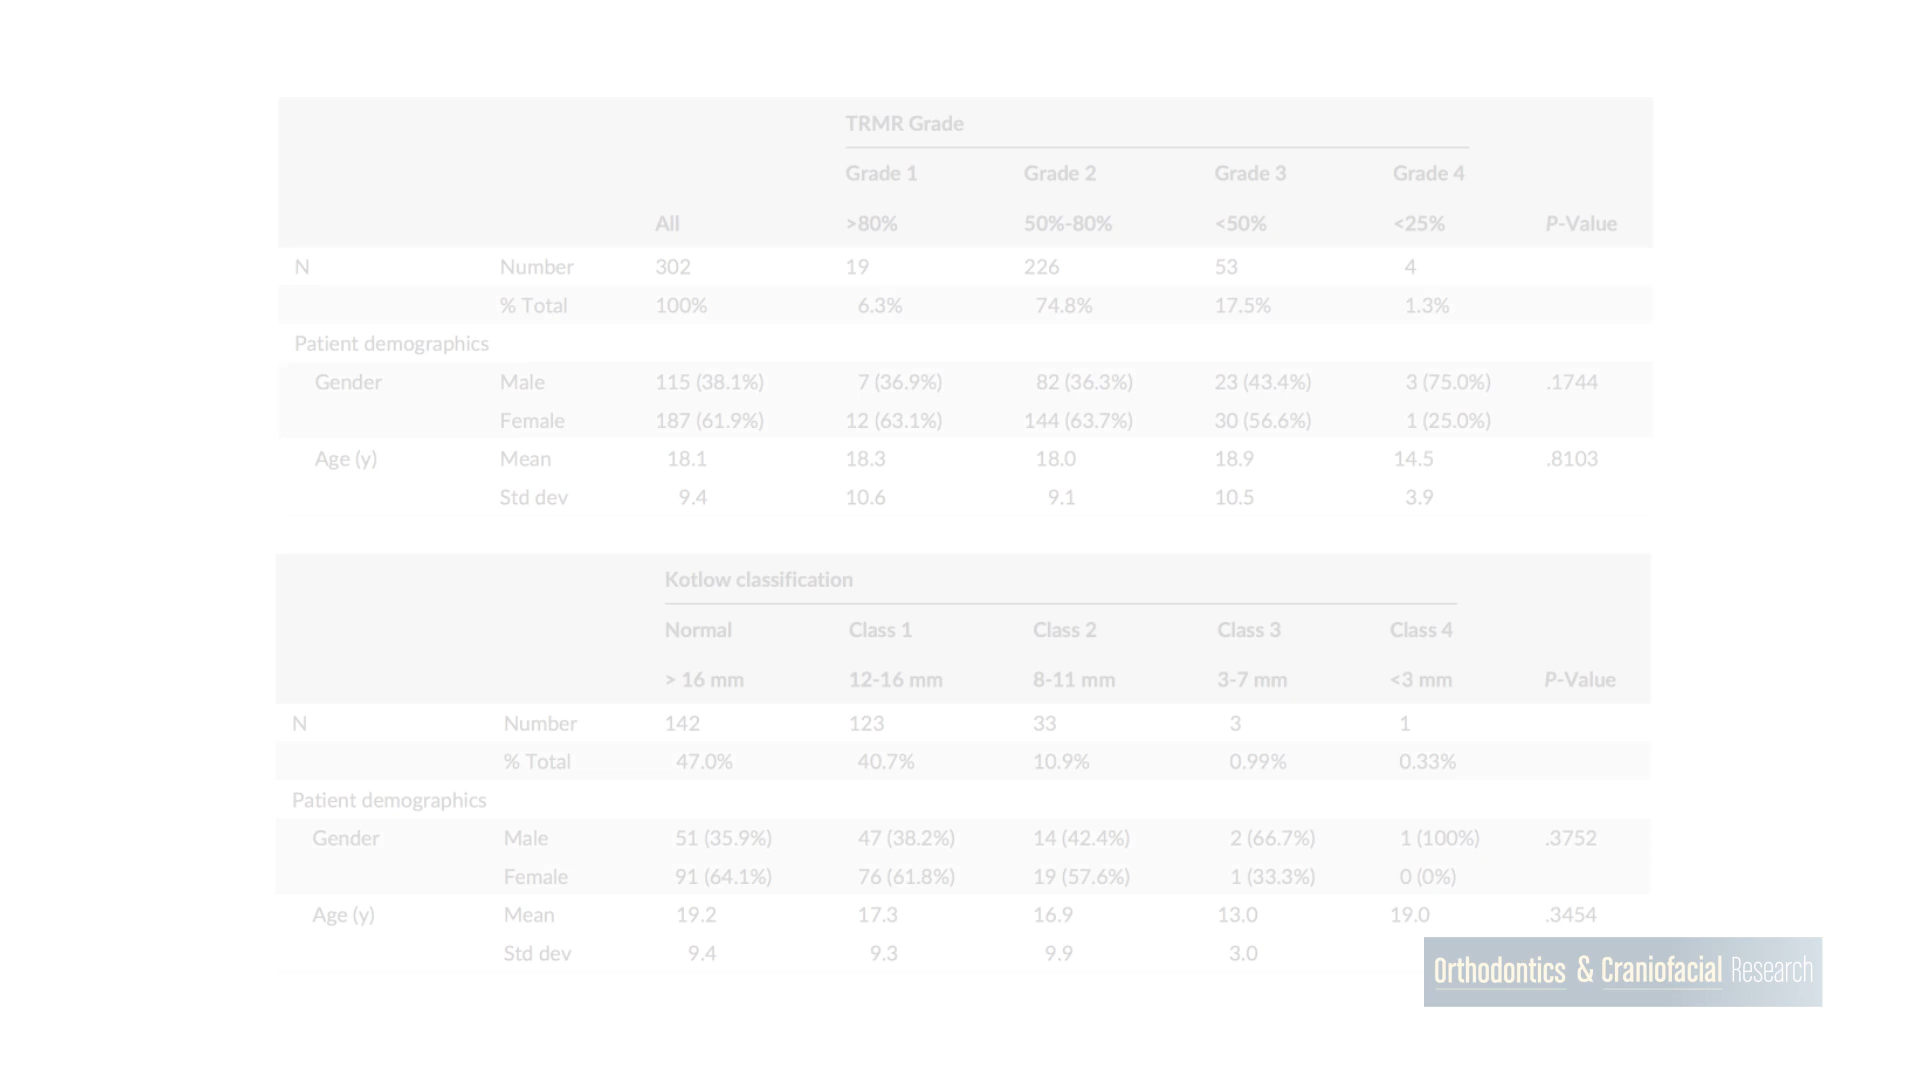 TRMR Grade
Grade 1 Grade 2 Grade 3 Grade 4
All >80% 50%-80% <50% <25% P-Value
N Number 302 19 226 53 4
% Total 100% 6.3% 74.8% 17.5% 1.3%
Patient demographics
Gender Male 115 (38.1%) 7 (36.9%) 82 (36.3%) 23 (43.4%) 3 (75.0%) .1744
Female 187 (61.9%) 12 (63.1%) 144 (63.7%) 30 (56.6%) 1 (25.0%)
Age (y) Mean 18.1 18.3 18.0 18.9 14.5 .8103
Std dev 9.4 10.6 9.1 10.5 3.9
Kotlow classification
Normal Class 1 Class 2 Class 3 Class 4
> 16 mm 12-16 mm 8-11 mm 3-7 mm <3 mm P-Value
N Number 142 123 33 3 1
% Total 47.0% 40.7% 10.9% 0.99% 0.33%
Patient demographics
Gender Male 51 (35.9%) 47 (38.2%) 14 (42.4%) 2 (66.7%) 1 (100%) .3752
Female 91 (64.1%) 76 (61.8%) 19 (57.6%) 1 (33.3%) 0 (0%)
Age (y) Mean 19.2 17.3 16.9 13.0 19.0 .3454
Std dev 9.4 9.3 9.9 3.0
Orthodontics & Craniofacial Research